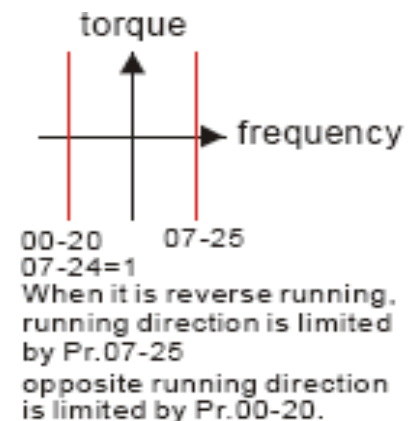 torque
frequency
00-20 07-25
07-24=1
When it is reverse running,
running direction is limited
by Pr.07-25
opposite running direction
is limited by Pr.00-20.